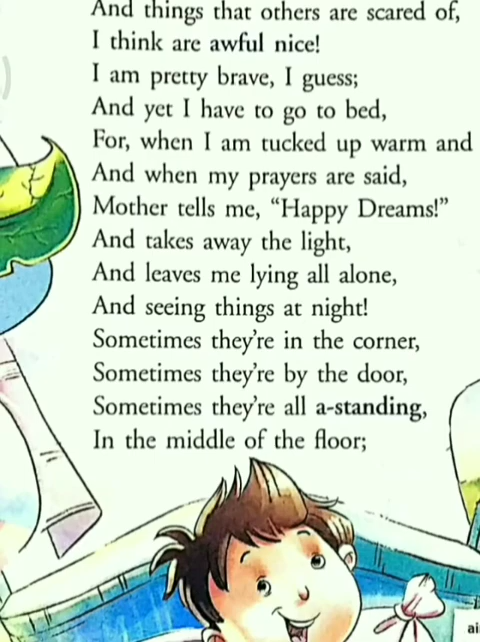 And things that others are scared of,
I think are awful nice!
I am pretty brave, I guess;
And yet I have to go to bed,
For, when I am tucked up warm and
And when my prayers are said,
Mother tells me, “Happy Dreams!”
And takes away the light,
And leaves me lying all alone,
And seeing things at night!
Sometimes they’re in the corner,
Sometimes they’re by the door,
Sometimes they’re all a-standing,
In the middle of the floor;